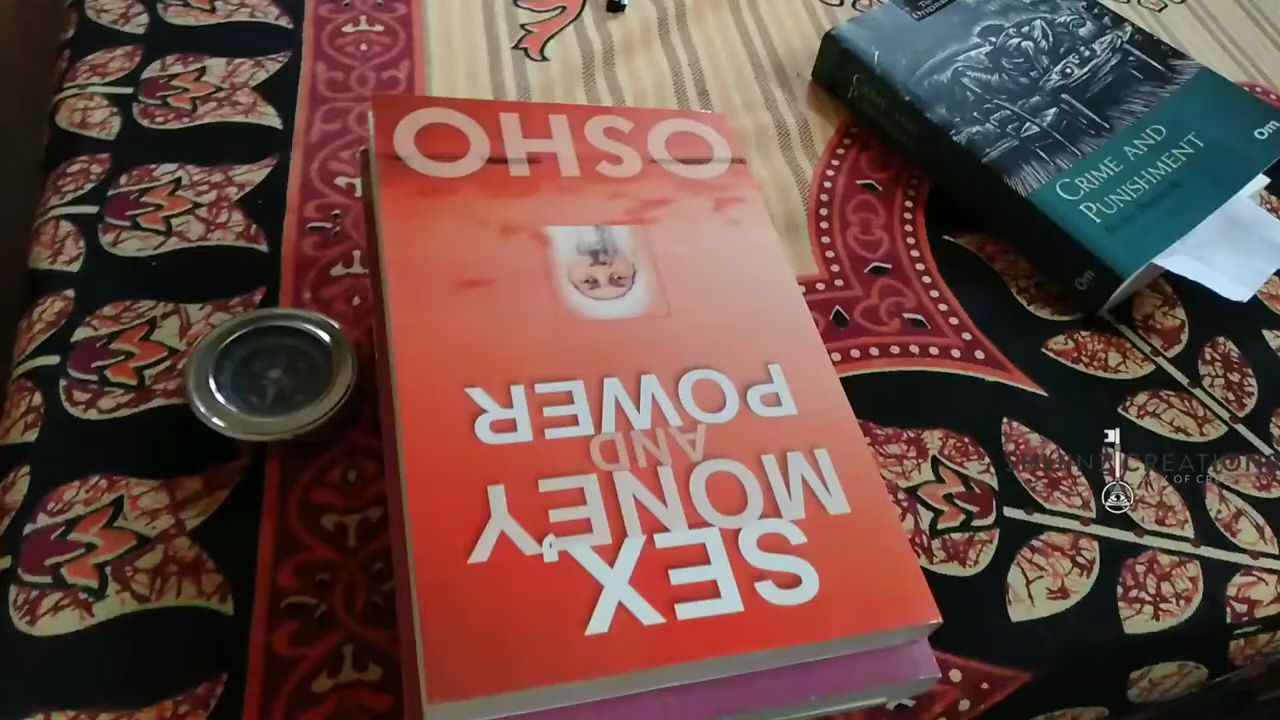 SEX,
MONEY
AND
POWER
OSHO
CRIME AND
PUNISHMENT
Om
Om